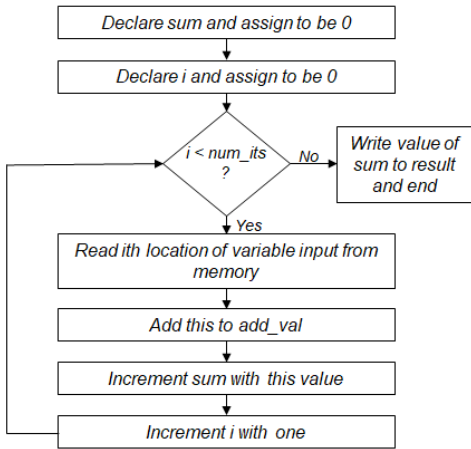 Declare sum and assign to be 0
Declare i and assign to be 0
i < num_its
?
No
Write value of
sum to result
and end
Yes
Read ith location of variable input from
memory
Add this to add_val
Increment sum with this value
Increment i with one